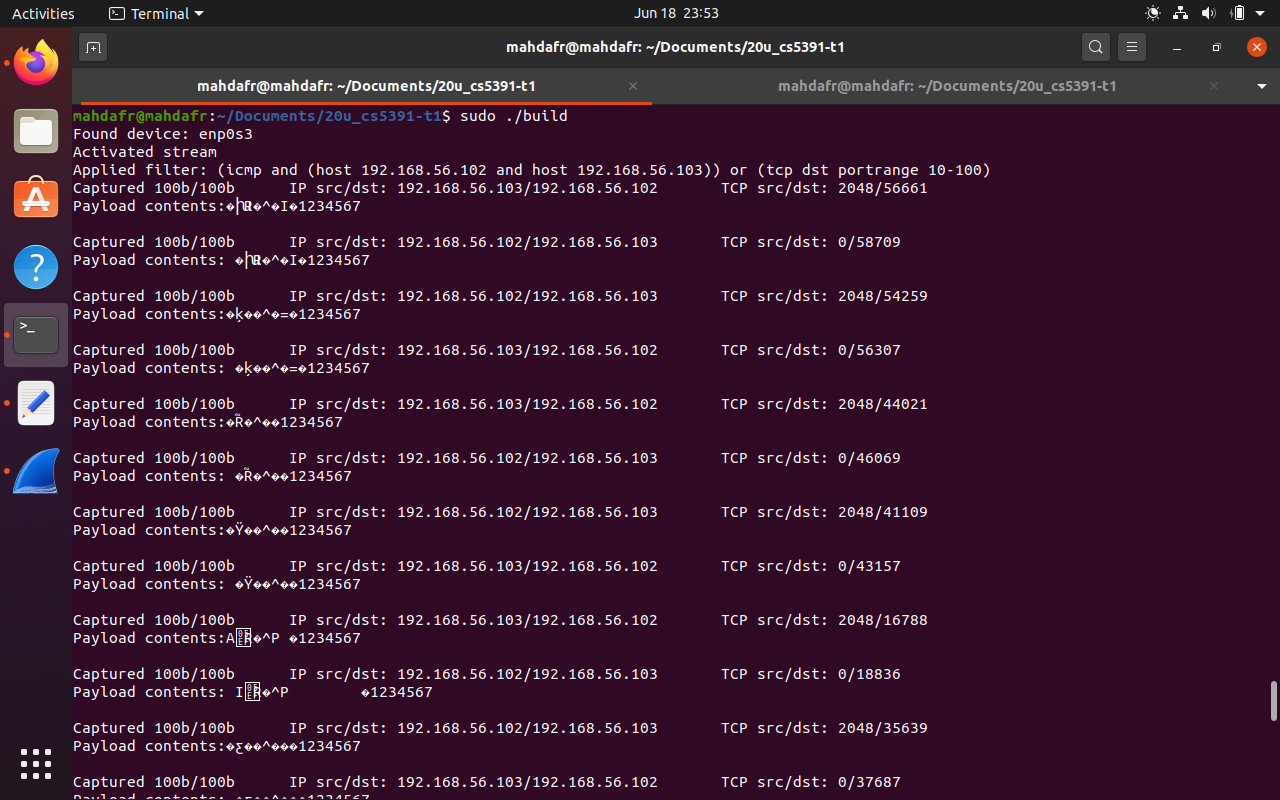 Activities
Terminal
Jun 18 23:53
mahdafr@mahdafr: ~/Documents/20u_cs5391-t1
mahdafr@mahdafr: ~/Documents/20u_cs5391-t1
mahdafr@mahdafr: ~/Documents/20u_cs5391-t1
mahdafr@mahdafr:~/Documents/20u_cs5391-t1$ sudo ./build
Found device: enp0s3
Activated stream
Applied filter: (icmp and (host 192.168.56.102 and host 192.168.56.103)) or (tcp dst portrange 10-100)
Captured 100b/100b IP src/dst: 192.168.56.103/192.168.56.102 TCP src/dst: 2048/56661
Payload contents: �^�I�1234567
Captured 100b/100b IP src/dst: 192.168.56.102/192.168.56.103 TCP src/dst: 0/58709
Payload contents: �^�I�1234567
Captured 100b/100b IP src/dst: 192.168.56.102/192.168.56.103 TCP src/dst: 2048/54259
Payload contents:�ķ��^�=�1234567
Captured 100b/100b IP src/dst: 192.168.56.103/192.168.56.102 TCP src/dst: 0/56307
Payload contents: �ķ��^�=�1234567
Captured 100b/100b IP src/dst: 192.168.56.103/192.168.56.102 TCP src/dst: 2048/44021
Payload contents:�R̃�^��1234567
Captured 100b/100b IP src/dst: 192.168.56.102/192.168.56.103 TCP src/dst: 0/46069
Payload contents: �R̃�^��1234567
Captured 100b/100b IP src/dst: 192.168.56.102/192.168.56.103 TCP src/dst: 2048/41109
Payload contents:�Ÿ��^��1234567
Captured 100b/100b IP src/dst: 192.168.56.103/192.168.56.102 TCP src/dst: 0/43157
Payload contents: �Ÿ��^��1234567
Captured 100b/100b IP src/dst: 192.168.56.103/192.168.56.102 TCP src/dst: 2048/16788
Payload contents:A �^P �1234567
Captured 100b/100b IP src/dst: 192.168.56.102/192.168.56.103 TCP src/dst: 0/18836
Payload contents: I �^P �1234567
Captured 100b/100b IP src/dst: 192.168.56.102/192.168.56.103 TCP src/dst: 2048/35639
Payload contents:�ع��^���1234567
Captured 100b/100b IP src/dst: 192.168.56.103/192.168.56.102 TCP src/dst: 0/37687
Payload contents: